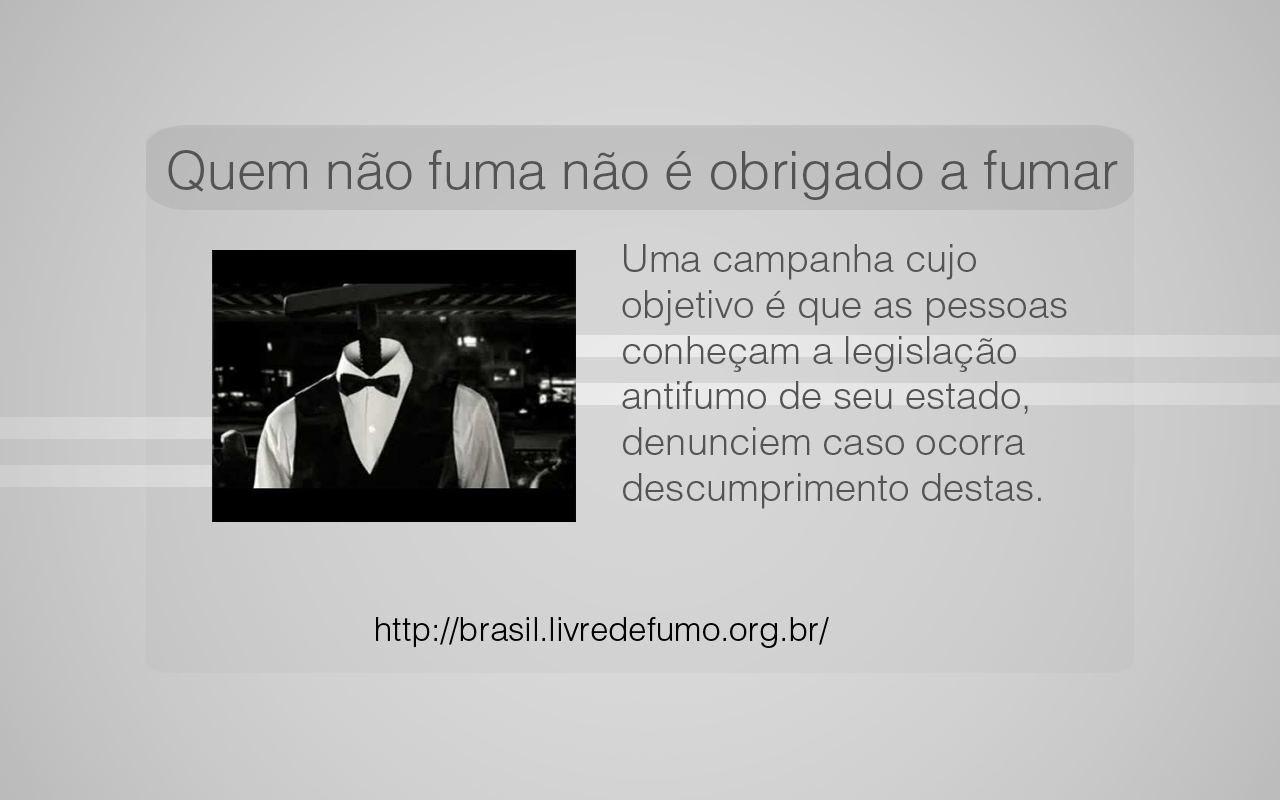 Quem não fuma não é obrigado a fumar
Uma campanha cujo
objetivo é que as pessoas
conheçam a legislação
antifumo de seu estado,
denunciem caso ocorra
descumprimento destas.
http://brasil.livredefumo.org.br/